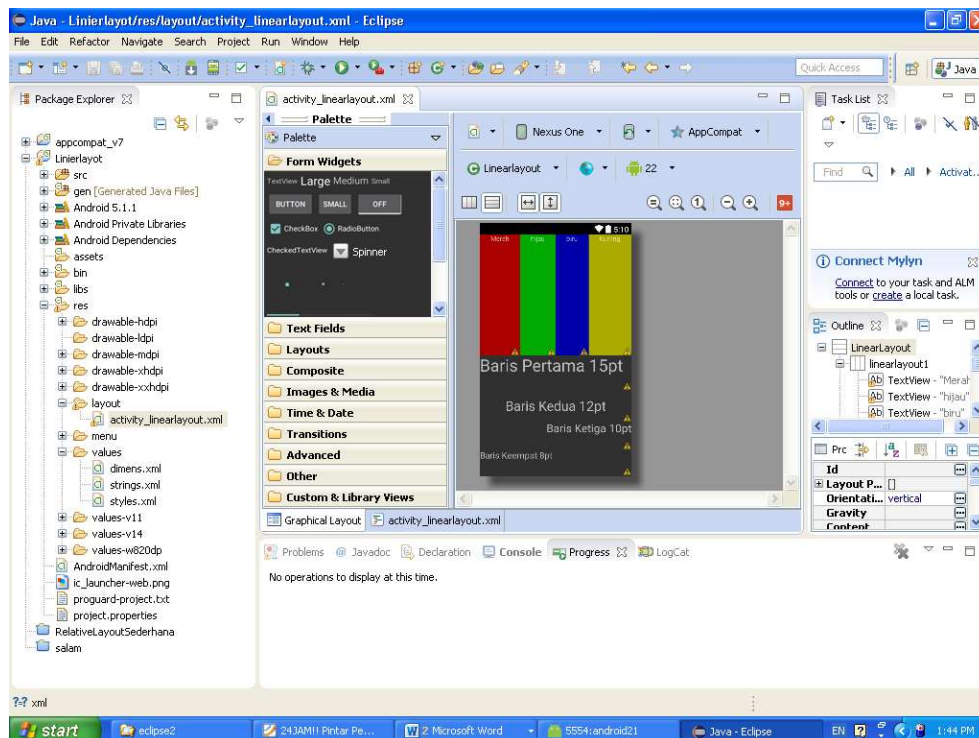 Java - Linierlayot/res/layout/activity_linearlayout.xml - Eclipse
File Edit Refactor Navigate Search Project Run Window Help
Quick Access
Java
Package Explorer
appcompat_v7
Linierlayot
src
gen [Generated Java Files]
Android 5.1.1
Android Private Libraries
Android Dependencies
assets
bin
libs
res
drawable-hdpi
drawable-ldpi
drawable-mdpi
drawable-xhdpi
drawable-xxhdpi
layout
activity_linearlayout.xml
menu
values
dimens.xml
strings.xml
styles.xml
values-v11
values-v14
values-w820dp
AndroidManifest.xml
ic_launcher-web.png
proguard-project.txt
project.properties
RelativeLayoutSederhana
salam
activity_linearlayout.xml
Palette
Palette
Form Widgets
TextView Large Medium Small
BUTTON SMALL OFF
CheckBox RadioButton
CheckedTextView Spinner
Text Fields
Layouts
Composite
Images & Media
Time & Date
Transitions
Advanced
Other
Custom & Library Views
Nexus One
AppCompat
Linearlayout
22
9+
5:10
Merah hijau biru kuning
Baris Pertama 15pt
Baris Kedua 12pt
Baris Ketiga 10pt
Baris Keempat 8pt
Graphical Layout
activity_linearlayout.xml
Task List
Find All Activat...
Connect Mylyn
Connect to your task and ALM
tools or create a local task.
Outline
LinearLayout
linearlayout1
TextView - "Merah
TextView - "hijau"
TextView - "biru"
Prc
Id
Layout P... []
Orientati... vertical
Gravity
Content
Problems Javadoc Declaration Console Progress LogCat
No operations to display at this time.
xml
start
eclipse2
24JAM!! Pintar Pe...
2 Microsoft Word
5554:android21
Java - Eclipse
EN
1:44 PM